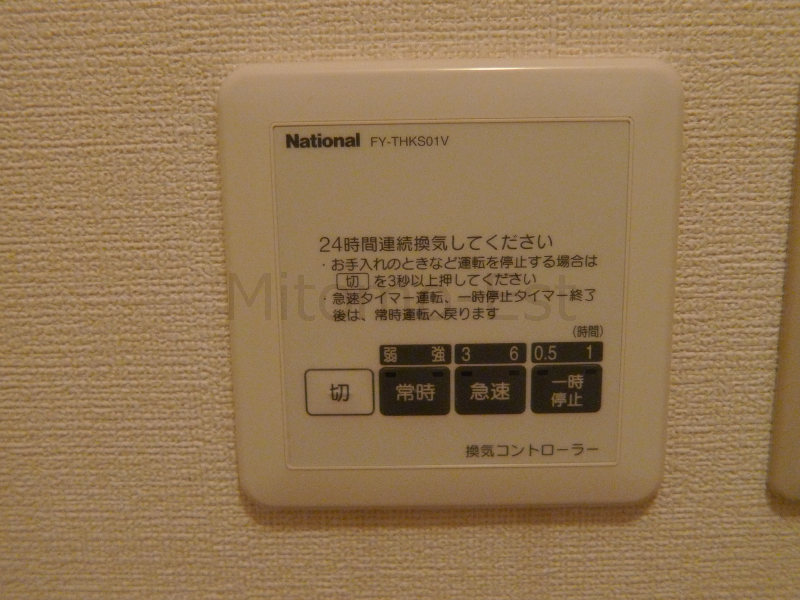 National FY-THKS01V
24時間連続換気してください
・お手入れのときなど運転を停止する場合は
切 を3秒以上押してください
・急速タイマー運転、一時停止タイマー終了
後は、常時運転へ戻ります
(時間)
弱 強 3 6 0.5 1
切 常時 急速 一時
停止
換気コントローラー